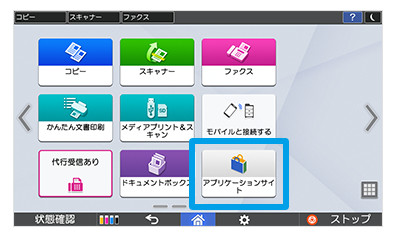 コピー スキャナー ファクス ?
コピー スキャナー ファクス
かんたん文書印刷 メディアプリント&ス
キャン モバイルと接続する
代行受信あり ドキュメントボックス アプリケーションサイ
ト
状態確認 ストップ